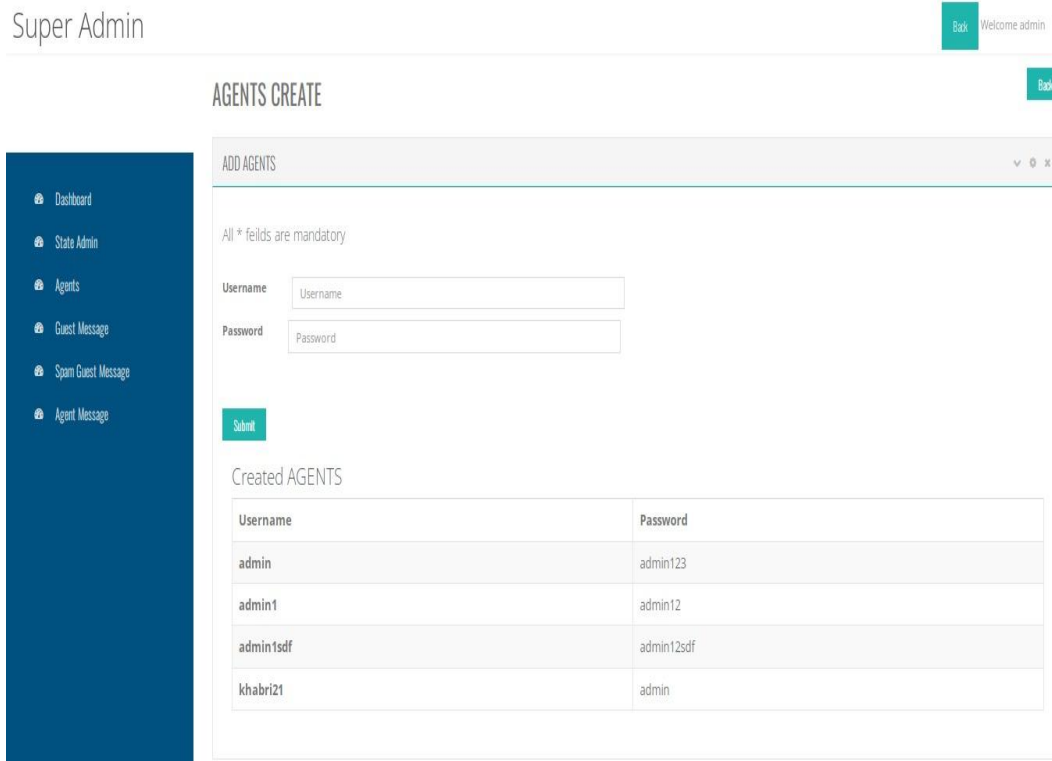 Super Admin
Back Welcome admin
AGENTS CREATE
Back
ADD AGENTS
Dashboard
State Admin
Agents
Guest Message
Spam Guest Message
Agent Message
All * feilds are mandatory
Username Username
Password Password
Submit
Created AGENTS
Username Password
admin admin123
admin1 admin12
admin1sdf admin12sdf
khabri21 admin